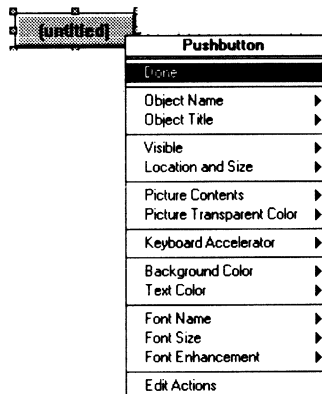 (untitled)
Pushbutton
Done
Object Name
Object Title
Visible
Location and Size
Picture Contents
Picture Transparent Color
Keyboard Accelerator
Background Color
Text Color
Font Name
Font Size
Font Enhancement
Edit Actions